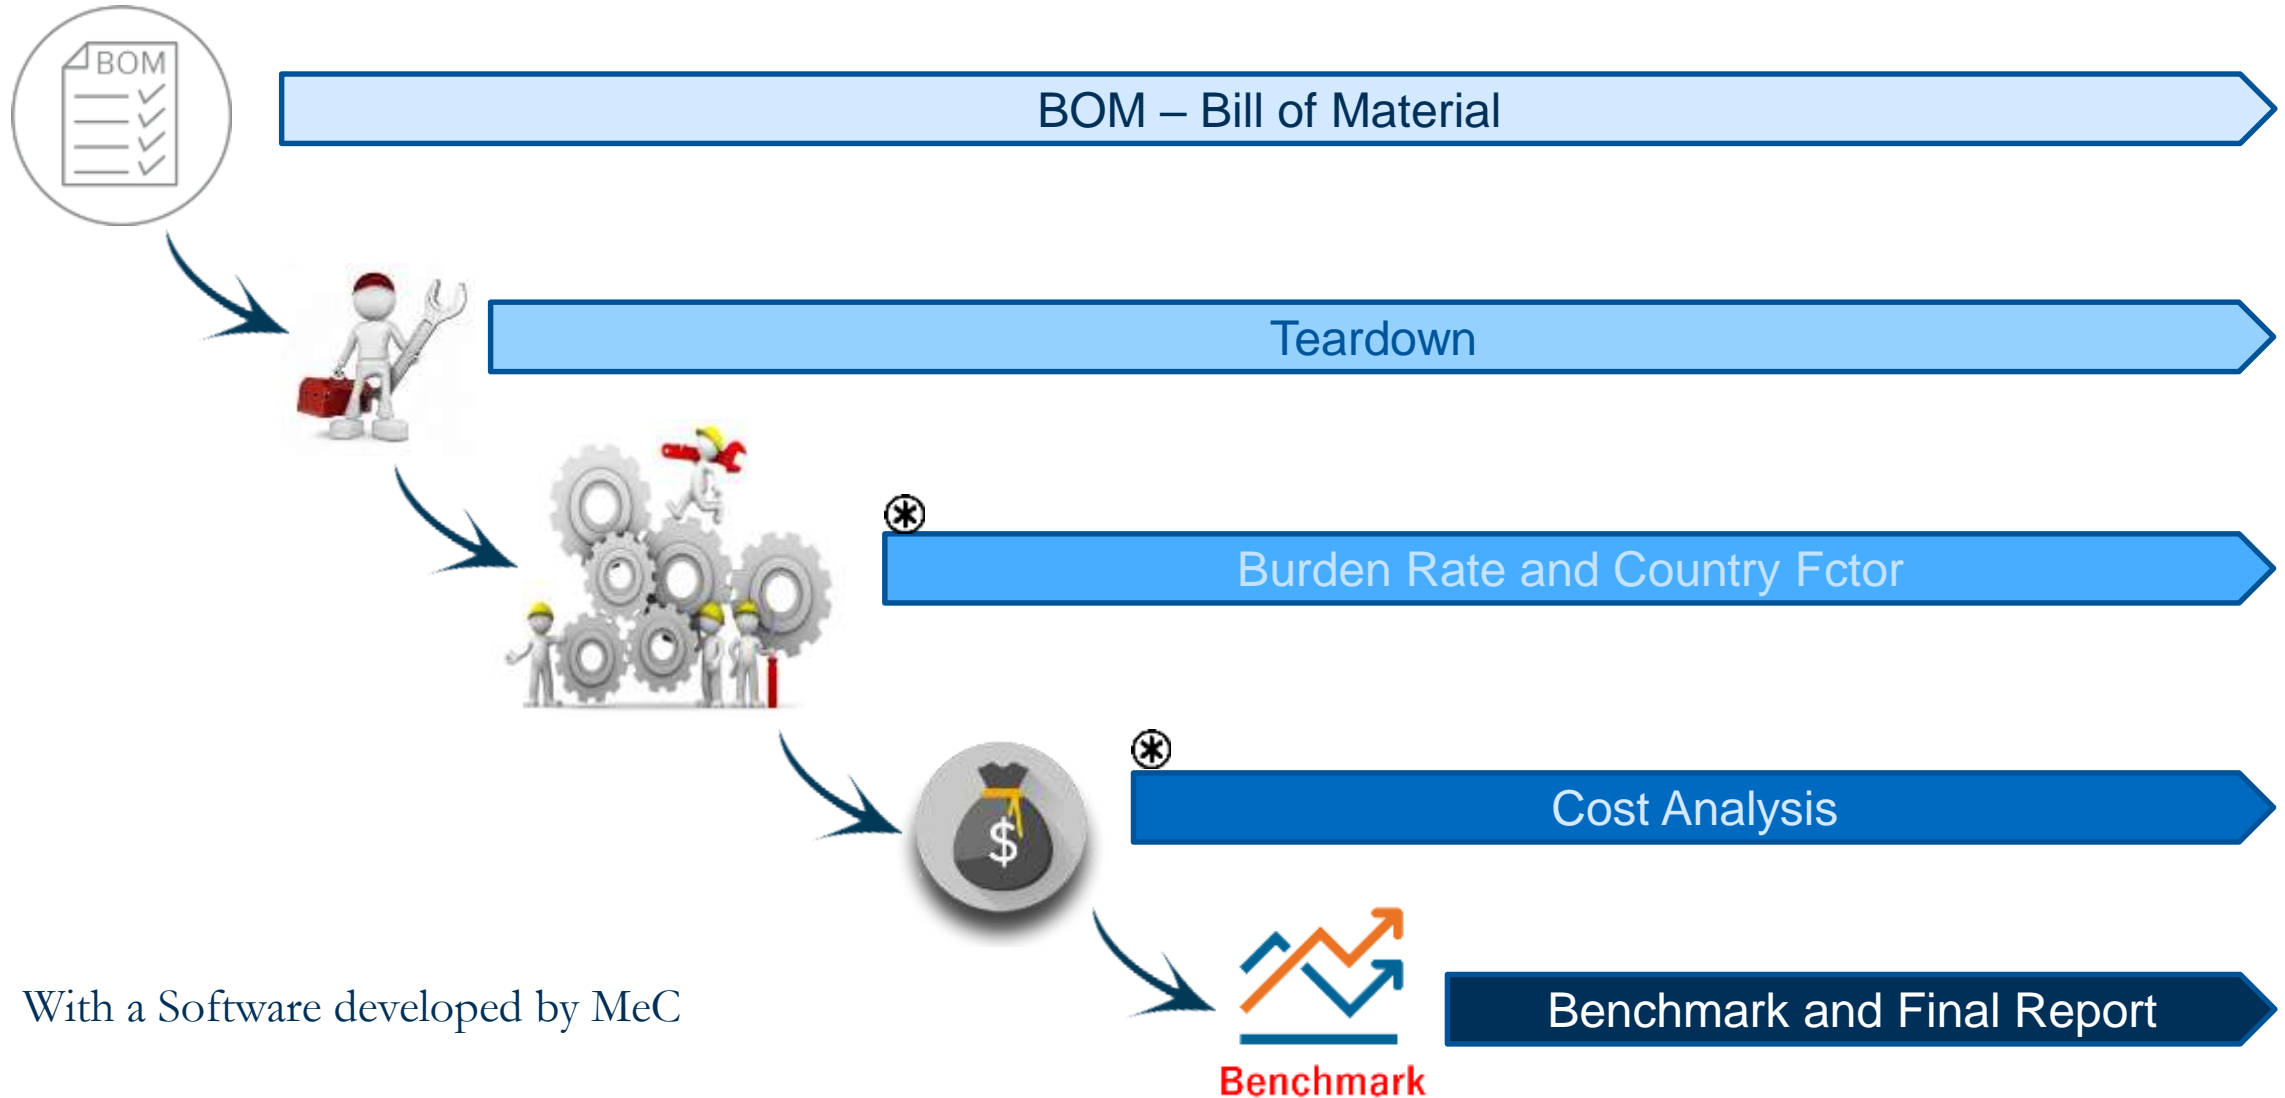 BOM
BOM – Bill of Material
Teardown
Burden Rate and Country Fctor
Cost Analysis
$
With a Software developed by MeC
Benchmark and Final Report
Benchmark